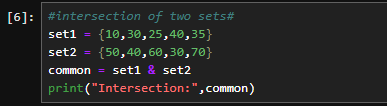 [6]: #intersection of two sets#
set1 = {10,30,25,40,35}
set2 = {50,40,60,30,70}
common = set1 & set2
print("Intersection:",common)